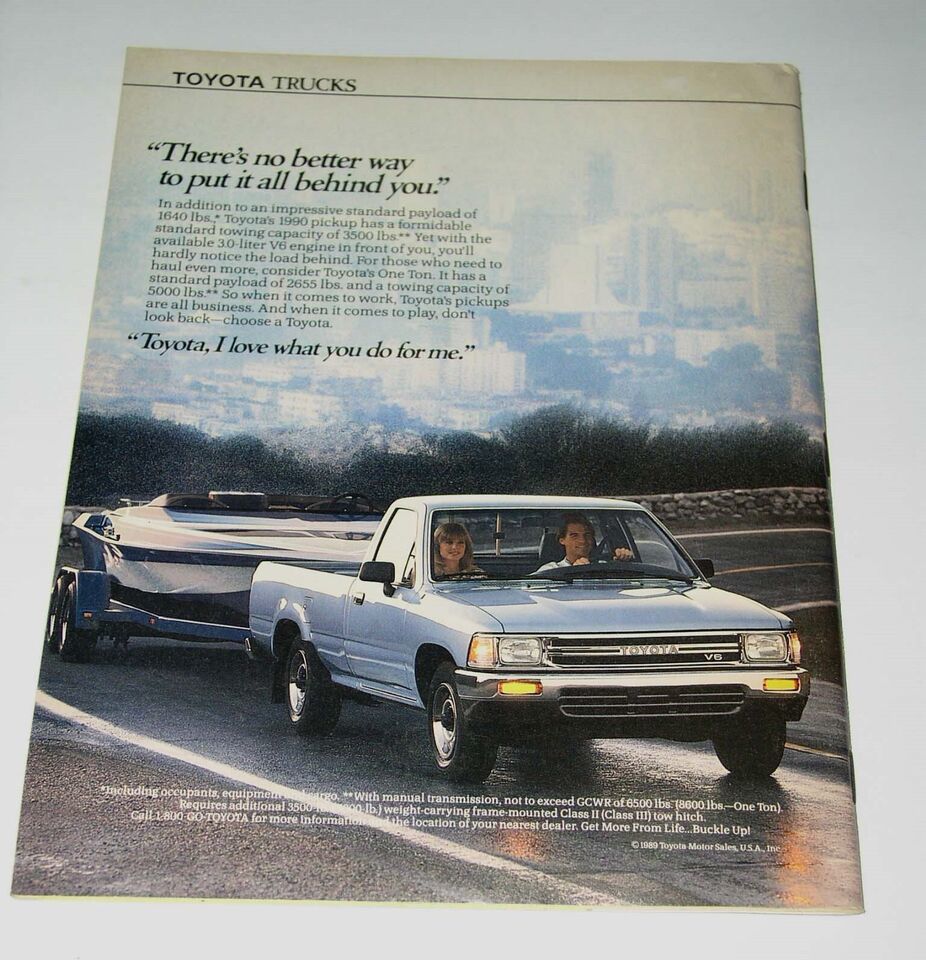 TOYOTA TRUCKS
“There's no better way
to put it all behind you.”
In addition to an impressive standard payload of
1640 lbs.,* Toyota's 1990 pickup has a formidable
standard towing capacity of 3500 lbs.** Yet with the
available 3.0-liter V6 engine in front of you, you'll
hardly notice the load behind. For those who need to
haul even more, consider Toyota's One Ton. It has a
standard payload of 2655 lbs. and a towing capacity of
5000 lbs.** So when it comes to work, Toyota's pickups
are all business. And when it comes to play, don't
look back—choose a Toyota.
“Toyota, I love what you do for me.”
TOYOTA
V6
*Including occupants, equipment and cargo. **With manual transmission, not to exceed GCWR of 6500 lbs. (8600 lbs.—One Ton).
Requires additional 3500-lb. (5000-lb.) weight-carrying frame-mounted Class II (Class III) tow hitch.
Call 1-800-GO-TOYOTA for more information and the location of your nearest dealer. Get More From Life...Buckle Up!
© 1989 Toyota Motor Sales, U.S.A., Inc.